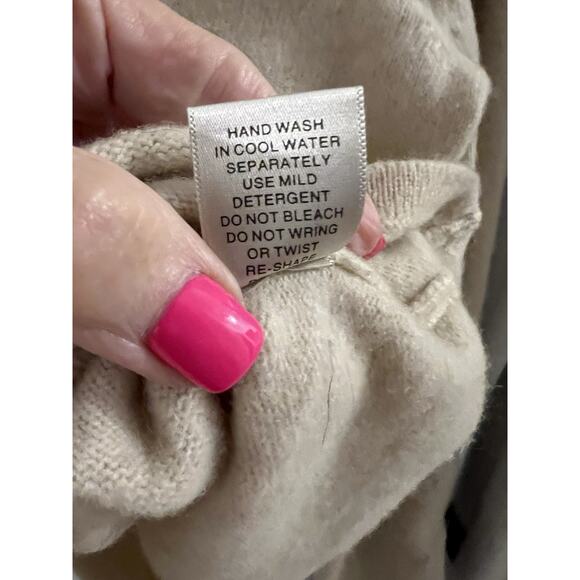 HAND WASH
IN COOL WATER
SEPARATELY
USE MILD
DETERGENT
DO NOT BLEACH
DO NOT WRING
OR TWIST
RE-SHAPE